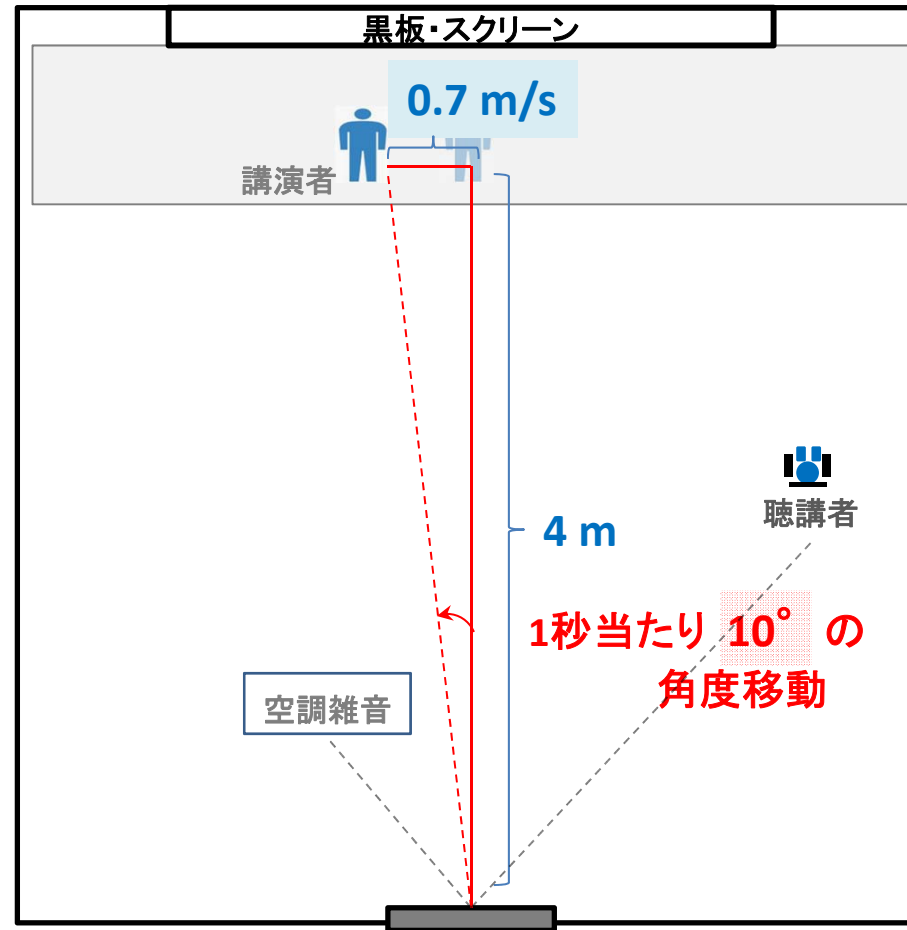 黒板・スクリーン
0.7 m/s
講演者
聴講者
4 m
1秒当たり 10° の
角度移動
空調雑音